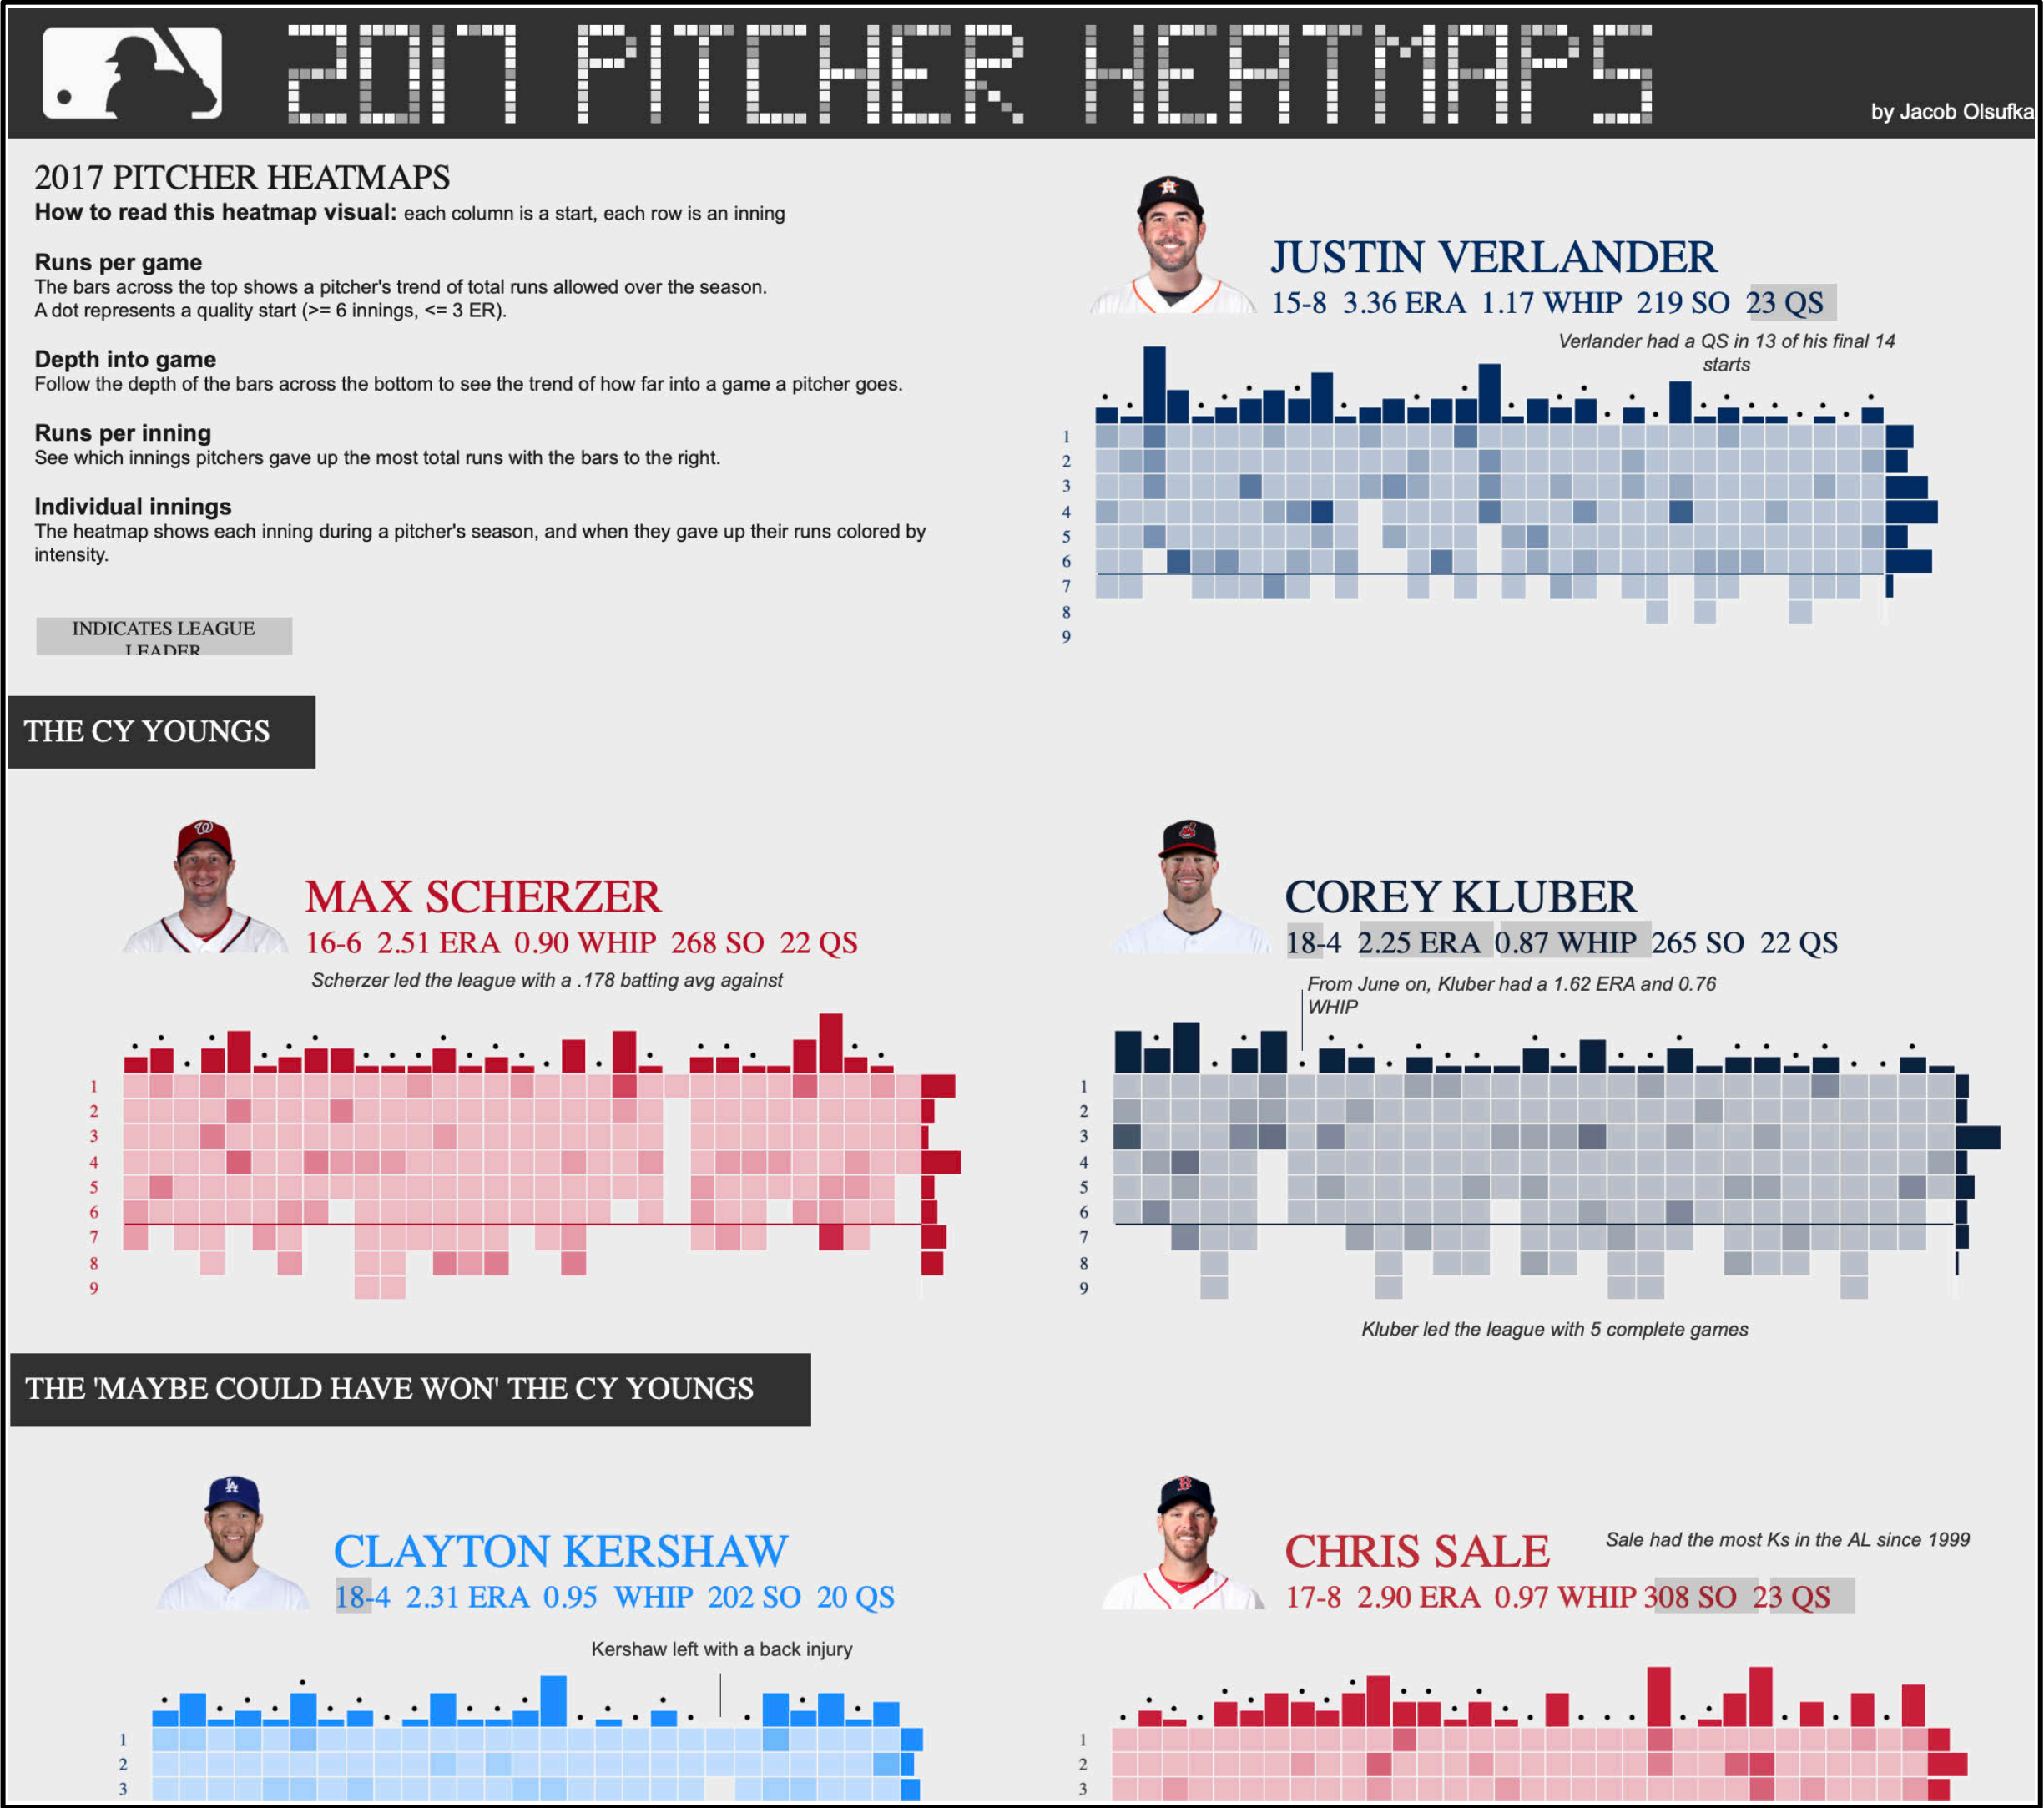 2017 PITCHER HEATMAPS
by Jacob Olsufka
2017 PITCHER HEATMAPS
How to read this heatmap visual: each column is a start, each row is an inning
Runs per game
The bars across the top shows a pitcher's trend of total runs allowed over the season.
A dot represents a quality start (>= 6 innings, <= 3 ER).
Depth into game
Follow the depth of the bars across the bottom to see the trend of how far into a game a pitcher goes.
Runs per inning
See which innings pitchers gave up the most total runs with the bars to the right.
Individual innings
The heatmap shows each inning during a pitcher's season, and when they gave up their runs colored by
intensity.
INDICATES LEAGUE
LEADER
JUSTIN VERLANDER
15-8 3.36 ERA 1.17 WHIP 219 SO 23 QS
Verlander had a QS in 13 of his final 14
starts
1
2
3
4
5
6
7
8
9
THE CY YOUNGS
W
MAX SCHERZER
16-6 2.51 ERA 0.90 WHIP 268 SO 22 QS
Scherzer led the league with a .178 batting avg against
1
2
3
4
5
6
7
8
9
COREY KLUBER
18-4 2.25 ERA 0.87 WHIP 265 SO 22 QS
From June on, Kluber had a 1.62 ERA and 0.76
WHIP
1
2
3
4
5
6
7
8
9
Kluber led the league with 5 complete games
THE 'MAYBE COULD HAVE WON' THE CY YOUNGS
LA
CLAYTON KERSHAW
18-4 2.31 ERA 0.95 WHIP 202 SO 20 QS
Kershaw left with a back injury
1
2
3
B
CHRIS SALE
Sale had the most Ks in the AL since 1999
17-8 2.90 ERA 0.97 WHIP 308 SO 23 QS
1
2
3